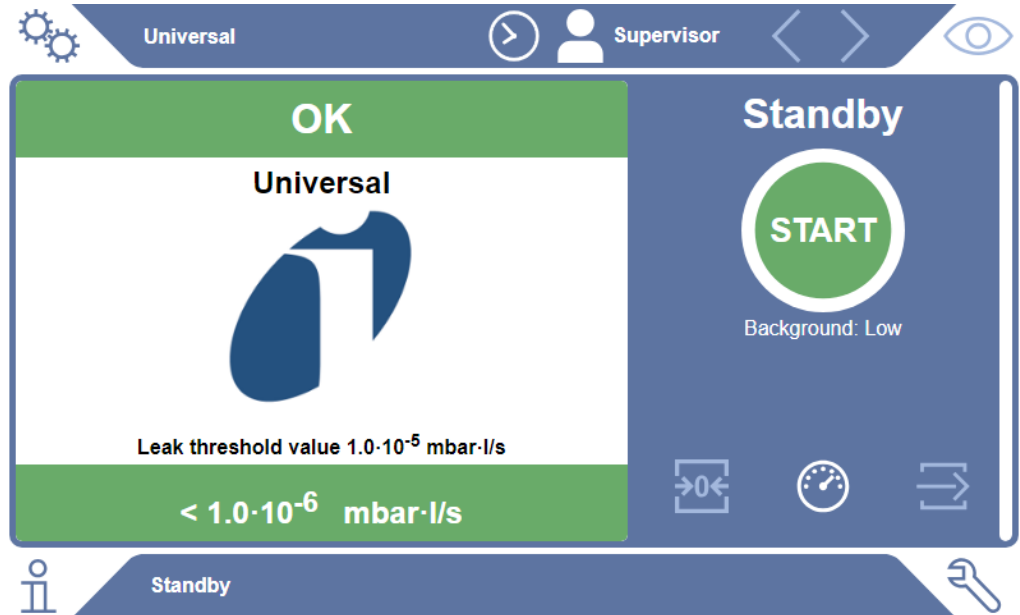 Universal
Supervisor
OK
Universal
Leak threshold value 1.0·10⁻⁵ mbar·l/s
< 1.0·10⁻⁶ mbar·l/s
Standby
START
Background: Low
→0←
Standby